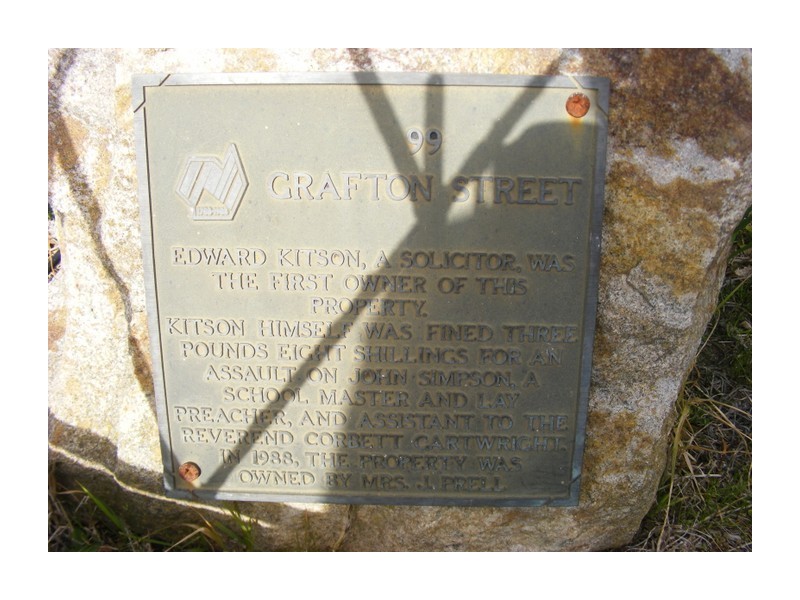 99
GRAFTON STREET
EDWARD KITSON, A SOLICITOR, WAS
THE FIRST OWNER OF THIS
PROPERTY.
KITSON HIMSELF WAS FINED THREE
POUNDS EIGHT SHILLINGS FOR AN
ASSAULT ON JOHN SIMPSON, A
SCHOOL MASTER AND LAY
PREACHER, AND ASSISTANT TO THE
REVEREND CORBETT CARTWRIGHT.
IN 1988, THE PROPERTY WAS
OWNED BY MRS. J. PRELL